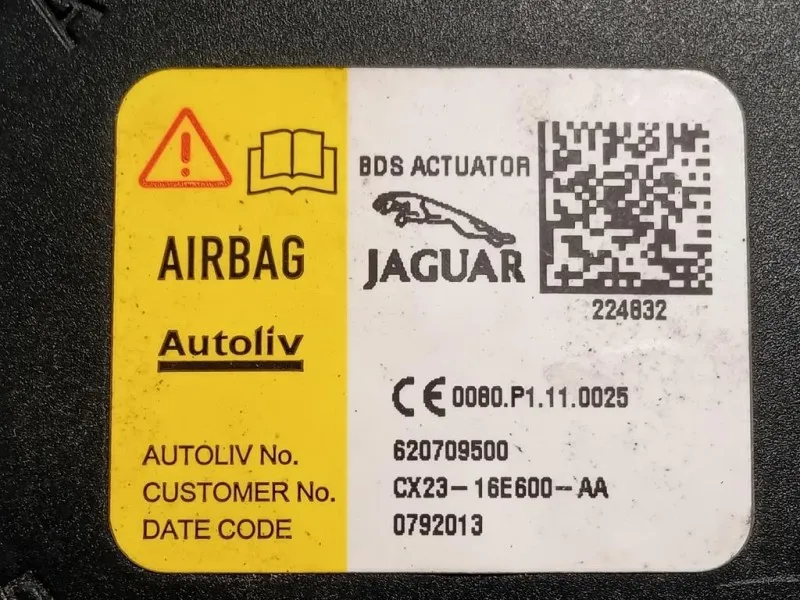 BDS ACTUATOR
AIRBAG
JAGUAR
224832
Autoliv
CE 0080.P1.11.0025
AUTOLIV No. 620709500
CUSTOMER No. CX23-16E600-AA
DATE CODE 0792013